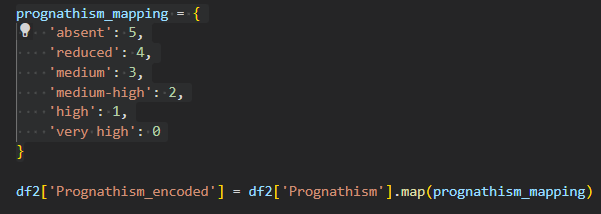 prognathism_mapping = {
    'absent': 5,
    'reduced': 4,
    'medium': 3,
    'medium-high': 2,
    'high': 1,
    'very high': 0
}
df2['Prognathism_encoded'] = df2['Prognathism'].map(prognathism_mapping)